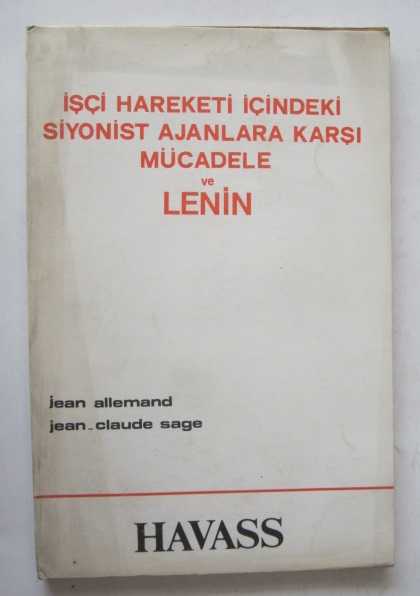 İŞÇİ HAREKETİ İÇİNDEKİ
SİYONİST AJANLARA KARŞI
MÜCADELE
ve
LENİN
jean allemand
jean-claude sage
HAVASS